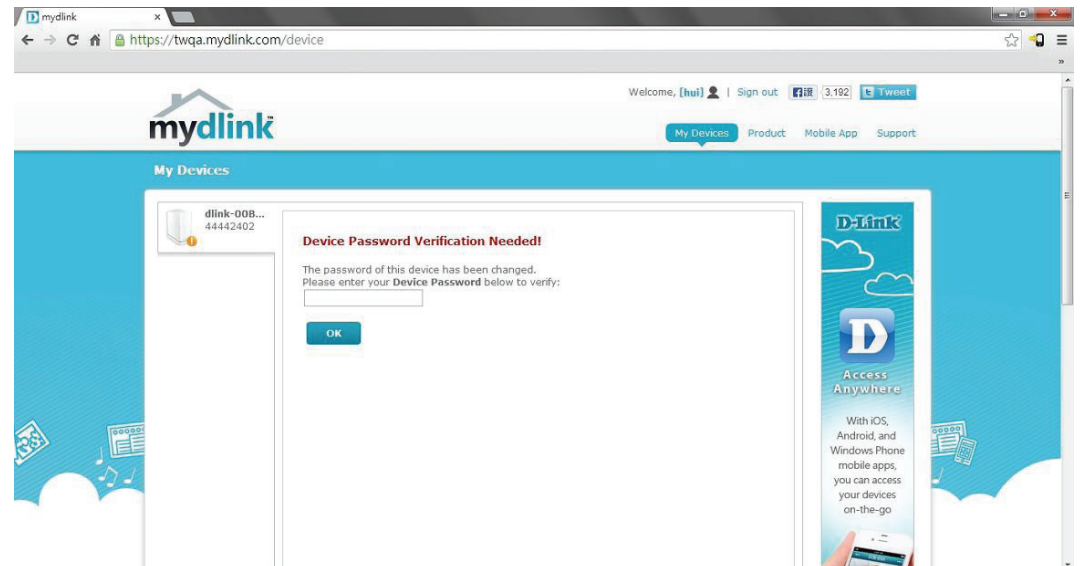 mydlink
https://twqa.mydlink.com/device
Welcome, [hui] | Sign out 3,192 Tweet
mydlink
My Devices Product Mobile App Support
My Devices
dlink-00B...
44442402
Device Password Verification Needed!
The password of this device has been changed.
Please enter your Device Password below to verify:
OK
D-Link
D
Access
Anywhere
With iOS,
Android, and
Windows Phone
mobile apps,
you can access
your devices
on-the-go